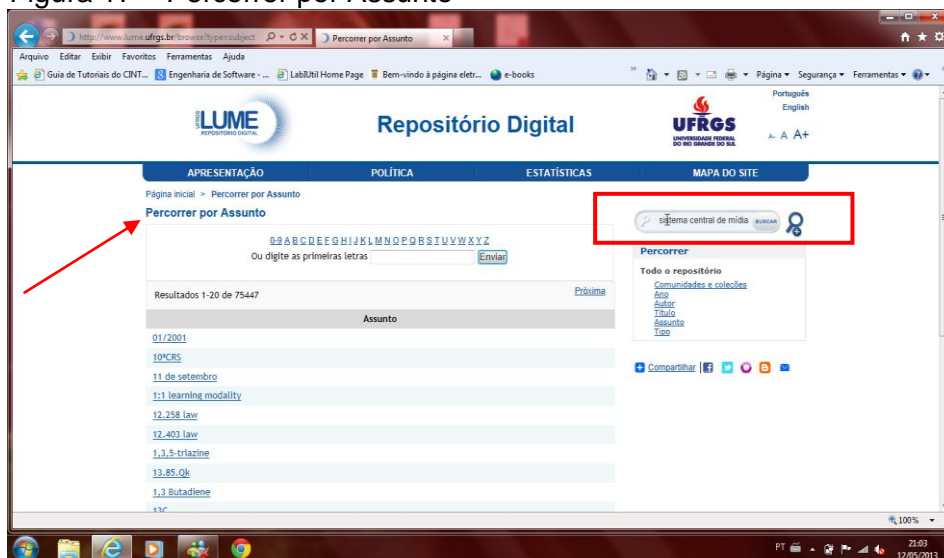 Figura 17 – Percorrer por Assunto
http://www.lume.ufrgs.br/browse?type=subject
Percorrer por Assunto
Arquivo Editar Exibir Favoritos Ferramentas Ajuda
Guia de Tutoriais do CINT... Engenharia de Software - ... LabIUtil Home Page Bem-vindo à página eletr... e-books
Página Segurança Ferramentas
Português
English
LUME
REPOSITÓRIO DIGITAL
Repositório Digital
UFRGS
UNIVERSIDADE FEDERAL
DO RIO GRANDE DO SUL
A- A A+
APRESENTAÇÃO POLÍTICA ESTATÍSTICAS MAPA DO SITE
Página inicial > Percorrer por Assunto
Percorrer por Assunto
sistema central de mídia BUSCAR
0-9 A B C D E F G H I J K L M N O P Q R S T U V W X Y Z
Ou digite as primeiras letras Enviar
Percorrer
Todo o repositório
Comunidades e coleções
Ano
Autor
Título
Assunto
Tipo
Resultados 1-20 de 75447 Próxima
Assunto
01/2001
10ªCRS
11 de setembro
1:1 learning modality
12.258 law
12.403 law
1,3,5-triazine
13.85.Qk
1,3 Butadiene
13C
Compartilhar
100%
PT
21:03
12/05/2013